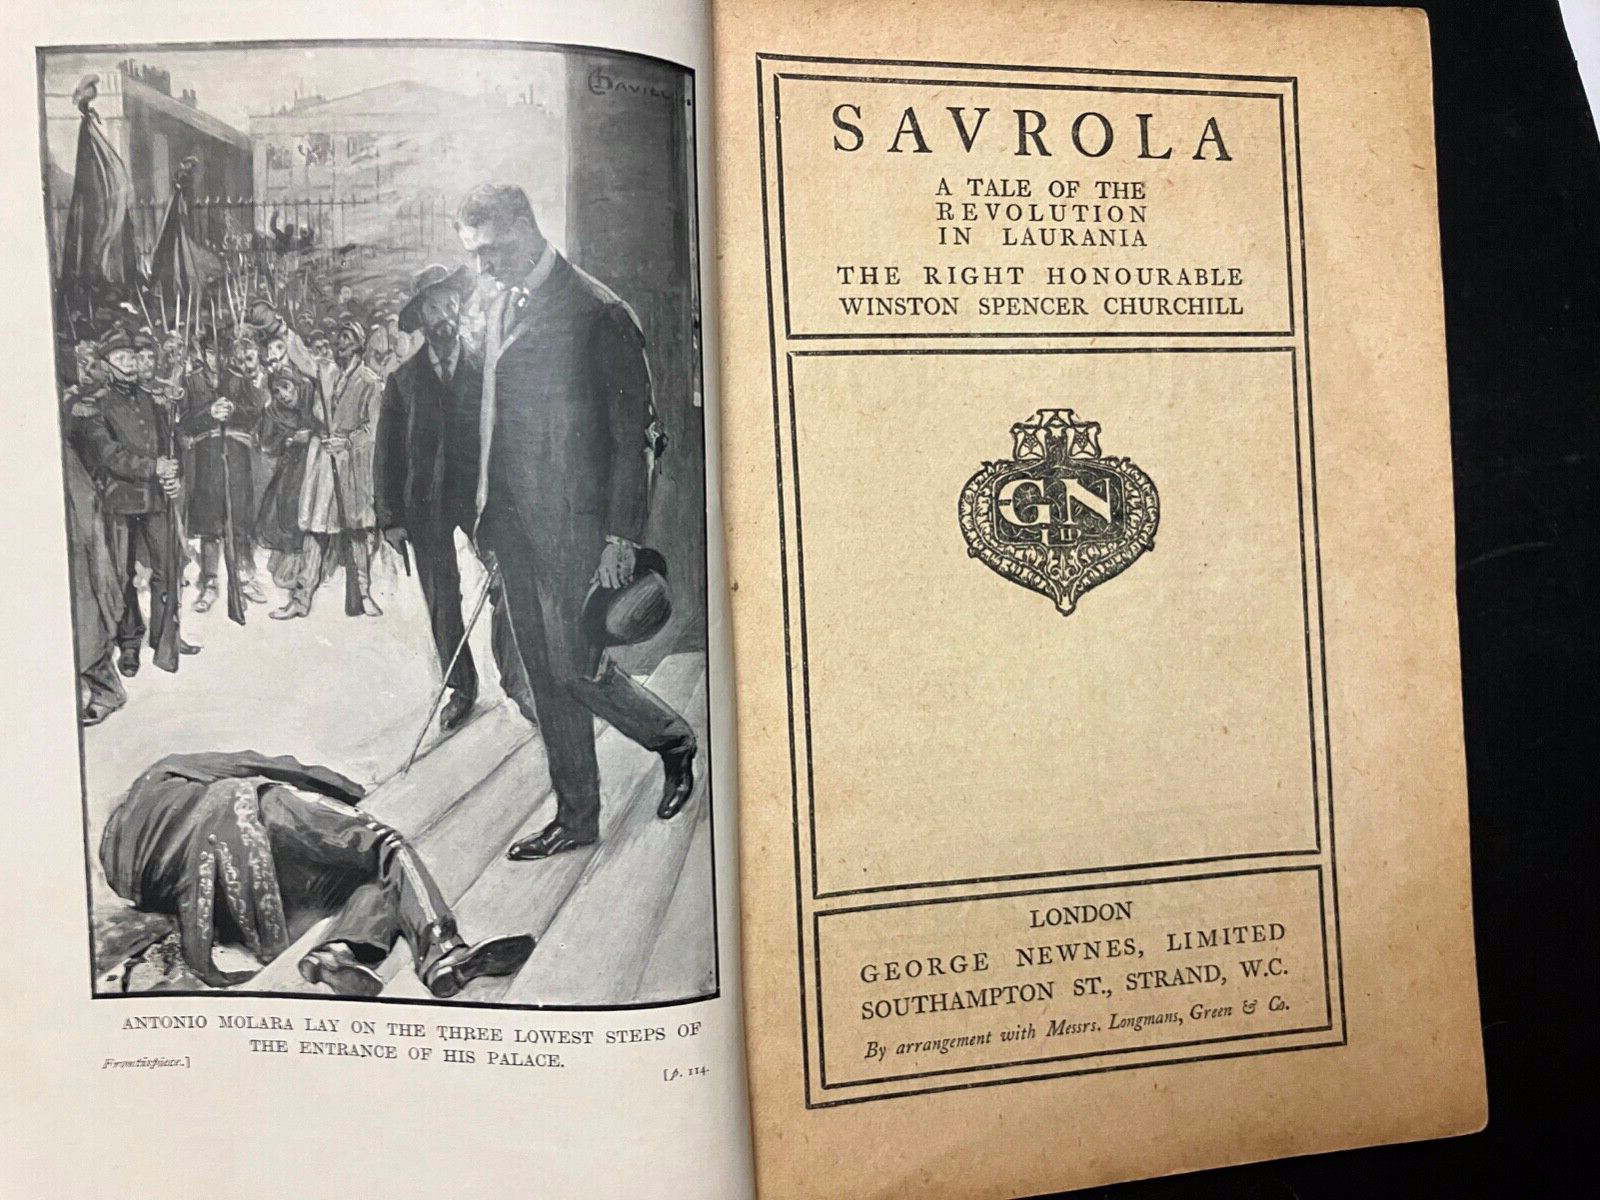 ANTONIO MOLARA LAY ON THE THREE LOWEST STEPS OF
THE ENTRANCE OF HIS PALACE.
Frontispiece.]
[p. 114.
SAVROLA
A TALE OF THE
REVOLUTION
IN LAURANIA
THE RIGHT HONOURABLE
WINSTON SPENCER CHURCHILL
GN
LD
LONDON
GEORGE NEWNES, LIMITED
SOUTHAMPTON ST., STRAND, W.C.
By arrangement with Messrs. Longmans, Green & Co.